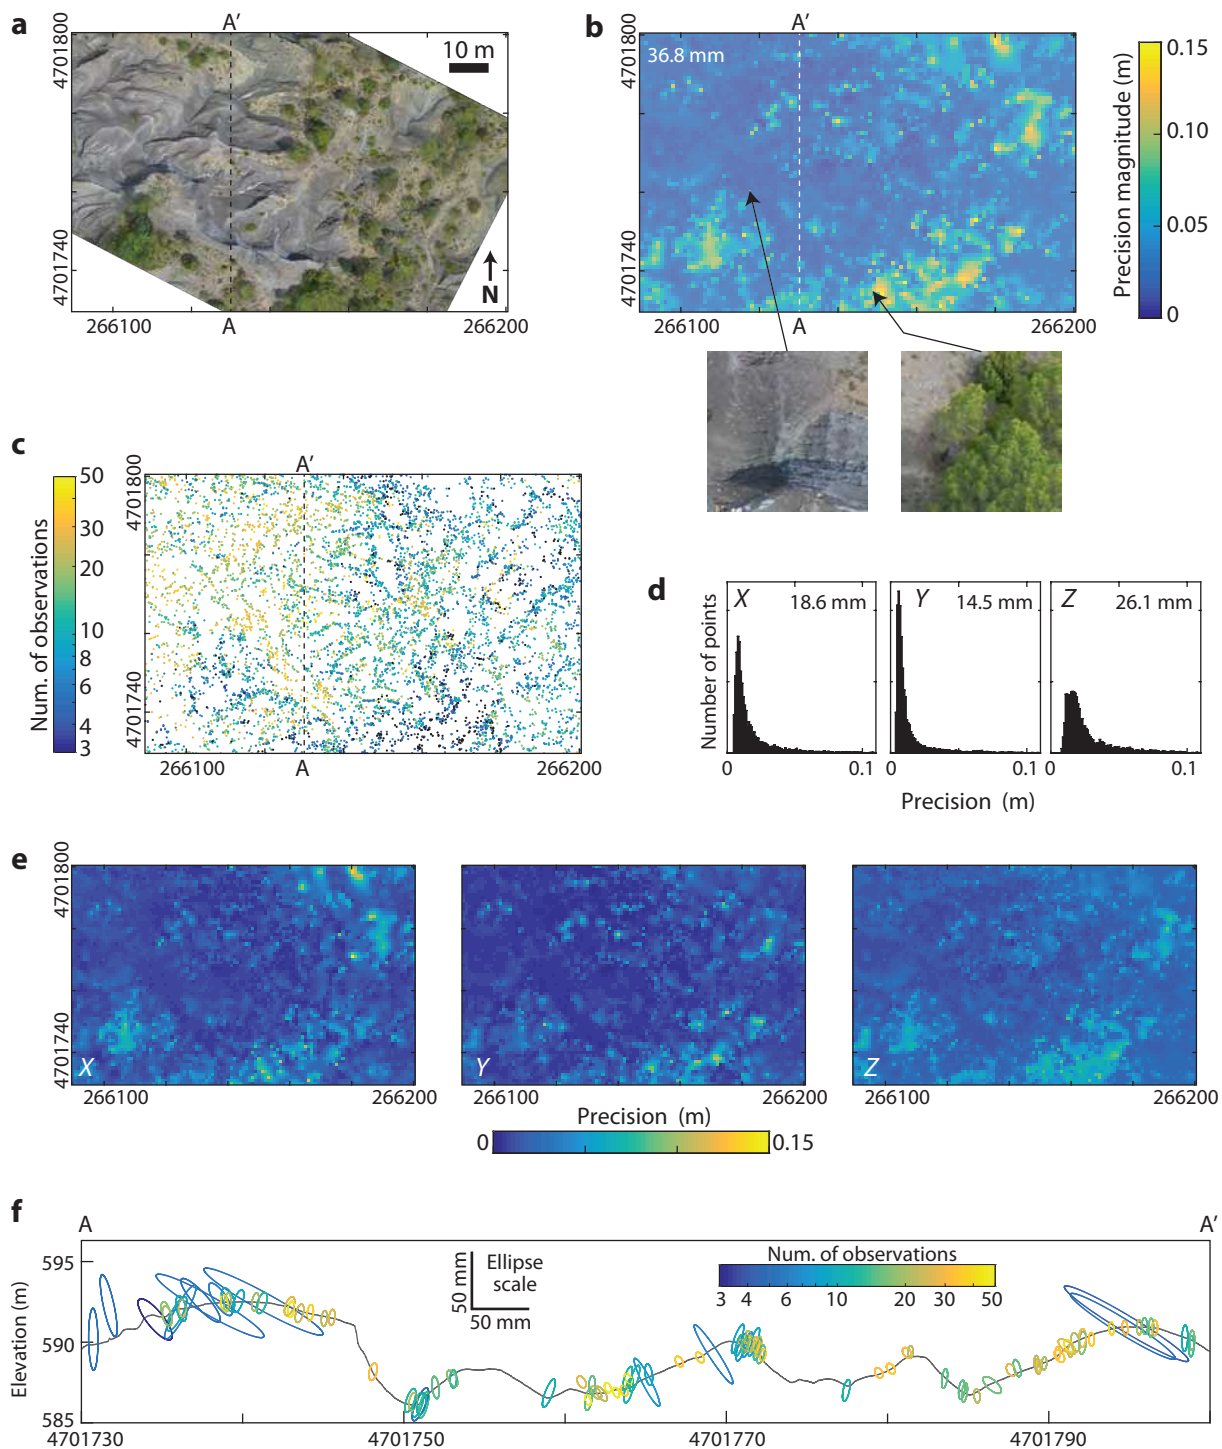 a
A'
10 m
4701800
4701740
N
266100
A
266200
b
A'
36.8 mm
4701800
4701740
266100
A
266200
0.15
0.10
0.05
0
Precision magnitude (m)
c
50
30
20
10
8
6
4
3
Num. of observations
A'
4701800
4701740
266100
A
266200
d
X
18.6 mm
Y
14.5 mm
Z
26.1 mm
Number of points
0
0.1
0
0.1
0
0.1
Precision (m)
e
4701800
4701740
X
Y
Z
266100
266200
266100
266200
266100
266200
Precision (m)
0
0.15
f
A
A'
595
590
585
Elevation (m)
50 mm
Ellipse
scale
50 mm
Num. of observations
3 4 6 10 20 30 50
4701730
4701750
4701770
4701790